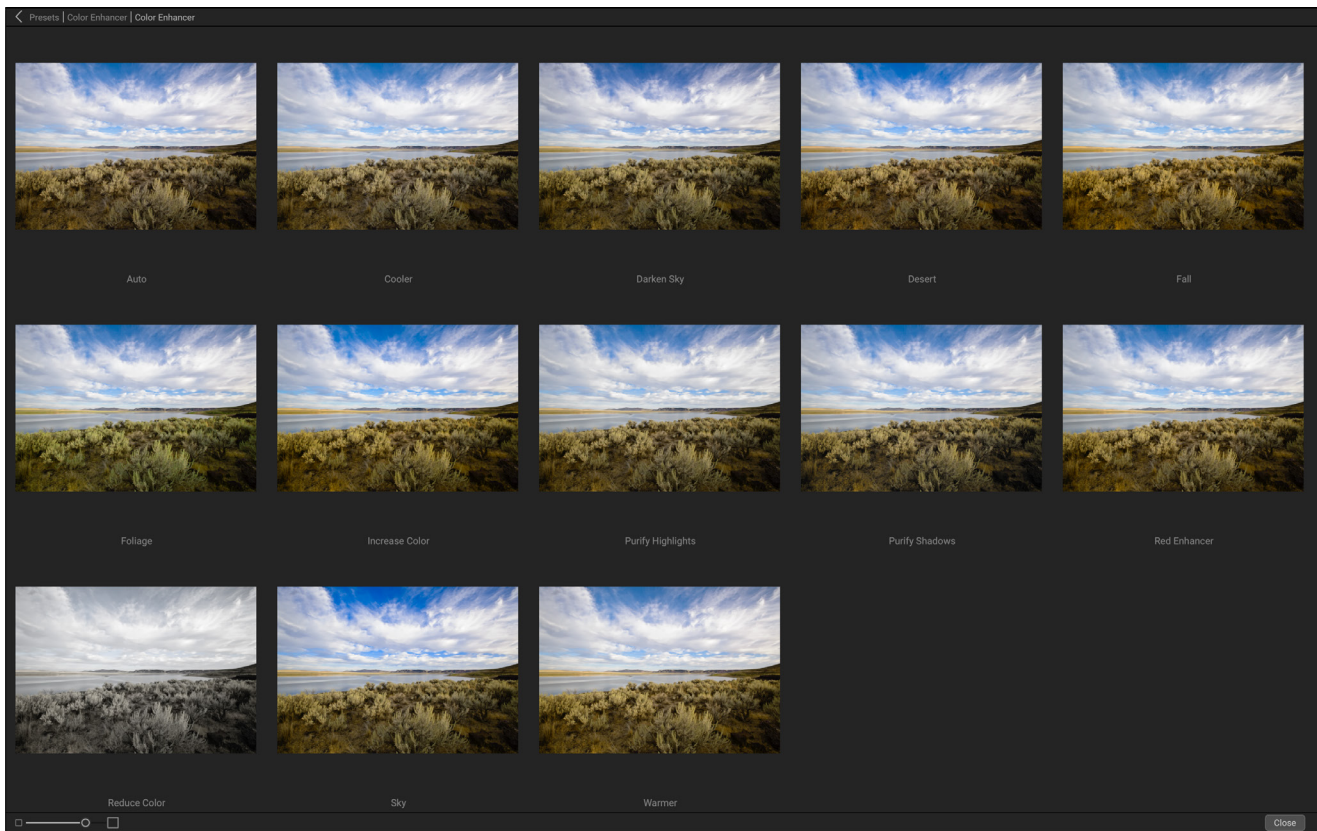 Presets | Color Enhancer | Color Enhancer
Auto
Cooler
Darken Sky
Desert
Fall
Foliage
Increase Color
Purify Highlights
Purify Shadows
Red Enhancer
Reduce Color
Sky
Warmer
Close